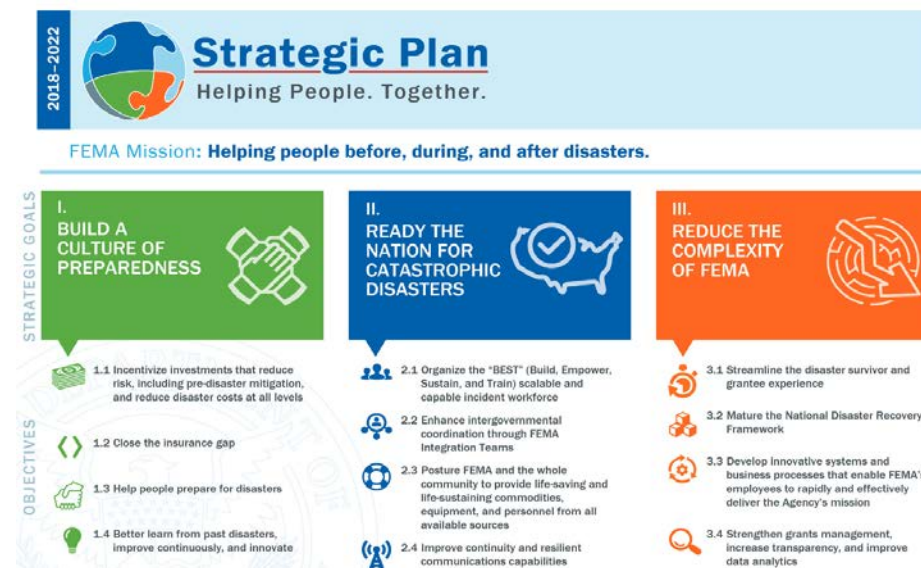 2018–2022
Strategic Plan
Helping People. Together.
FEMA Mission: Helping people before, during, and after disasters.
STRATEGIC GOALS
I.
BUILD A
CULTURE OF
PREPAREDNESS
II.
READY THE
NATION FOR
CATASTROPHIC
DISASTERS
III.
REDUCE THE
COMPLEXITY
OF FEMA
OBJECTIVES
1.1 Incentivize investments that reduce
risk, including pre-disaster mitigation,
and reduce disaster costs at all levels
1.2 Close the insurance gap
1.3 Help people prepare for disasters
1.4 Better learn from past disasters,
improve continuously, and innovate
2.1 Organize the "BEST" (Build, Empower,
Sustain, and Train) scalable and
capable incident workforce
2.2 Enhance intergovernmental
coordination through FEMA
Integration Teams
2.3 Posture FEMA and the whole
community to provide life-saving and
life-sustaining commodities,
equipment, and personnel from all
available sources
2.4 Improve continuity and resilient
communications capabilities
3.1 Streamline the disaster survivor and
grantee experience
3.2 Mature the National Disaster Recovery
Framework
3.3 Develop innovative systems and
business processes that enable FEMA'
employees to rapidly and effectively
deliver the Agency's mission
3.4 Strengthen grants management,
increase transparency, and improve
data analytics